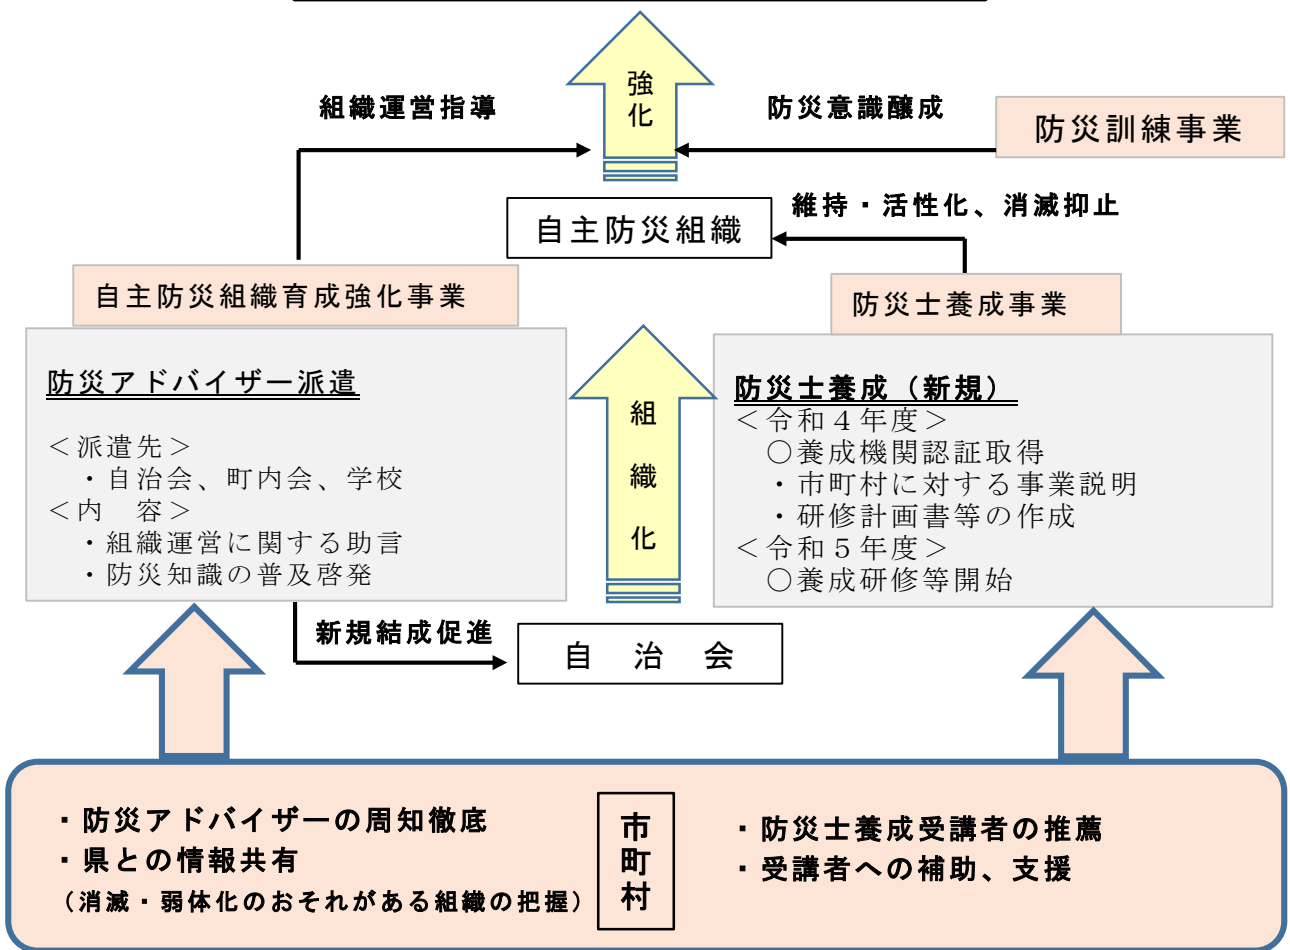 強化
組織運営指導
防災意識醸成
防災訓練事業
自主防災組織
維持・活性化、消滅抑止
自主防災組織育成強化事業
防災士養成事業
防災アドバイザー派遣
＜派遣先＞
・自治会、町内会、学校
＜内　容＞
・組織運営に関する助言
・防災知識の普及啓発
組織化
防災士養成（新規）
＜令和４年度＞
○養成機関認証取得
・市町村に対する事業説明
・研修計画書等の作成
＜令和５年度＞
○養成研修等開始
新規結成促進
自　治　会
・防災アドバイザーの周知徹底
・県との情報共有
（消滅・弱体化のおそれがある組織の把握）
市町村
・防災士養成受講者の推薦
・受講者への補助、支援